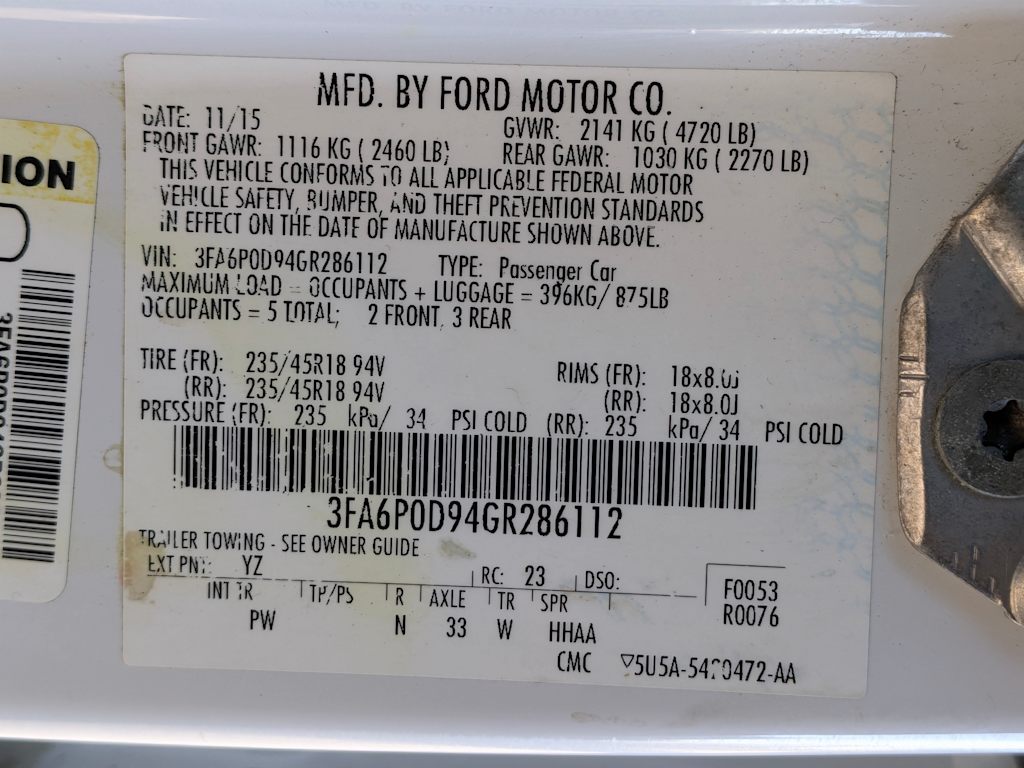 MFD. BY FORD MOTOR CO.
DATE: 11/15 GVWR: 2141 KG ( 4720 LB)
FRONT GAWR: 1116 KG ( 2460 LB) REAR GAWR: 1030 KG ( 2270 LB)
THIS VEHICLE CONFORMS TO ALL APPLICABLE FEDERAL MOTOR
VEHICLE SAFETY, BUMPER, AND THEFT PREVENTION STANDARDS
IN EFFECT ON THE DATE OF MANUFACTURE SHOWN ABOVE.
VIN: 3FA6P0D94GR286112 TYPE: Passenger Car
MAXIMUM LOAD = OCCUPANTS + LUGGAGE = 396KG/ 875LB
OCCUPANTS = 5 TOTAL; 2 FRONT, 3 REAR
TIRE (FR): 235/45R18 94V RIMS (FR): 18x8.0J
(RR): 235/45R18 94V (RR): 18x8.0J
PRESSURE (FR): 235 kPa/ 34 PSI COLD (RR): 235 kPa/ 34 PSI COLD
3FA6P0D94GR286112
TRAILER TOWING - SEE OWNER GUIDE
EXT PNT: YZ RC: 23 DSO: F0053
R0076
INT TR TP/PS R AXLE TR SPR
PW N 33 W HHAA
CMC ▽5U5A-5420472-AA
ION